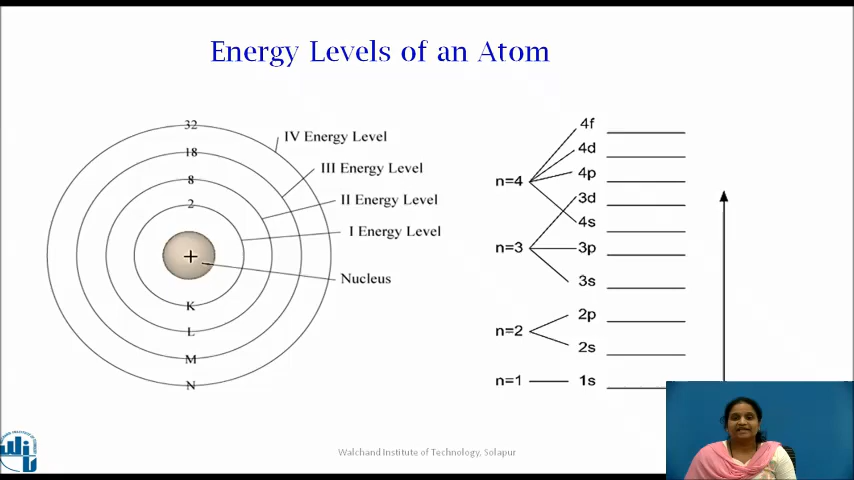 Energy Levels of an Atom
32
18
8
2
+
K
L
M
N
IV Energy Level
III Energy Level
II Energy Level
I Energy Level
Nucleus
4f
4d
n=4 4p
3d
4s
n=3 3p
3s
2p
n=2
2s
n=1 1s
Walchand Institute of Technology, Solapur